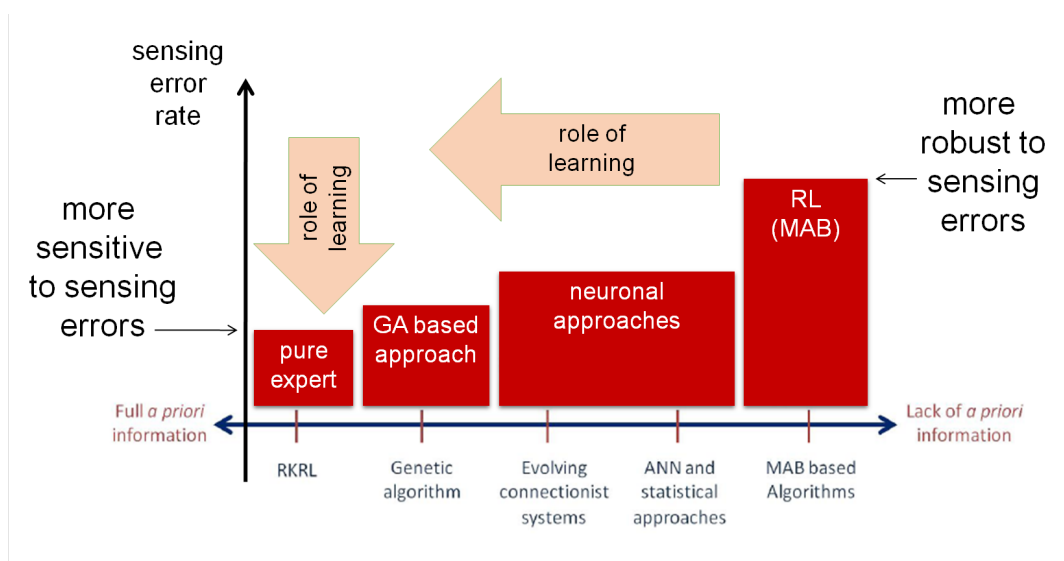 sensing
error
rate
role of
learning
role of
learning
more
robust to
sensing
errors
more
sensitive
to sensing
errors
RL
(MAB)
neuronal
approaches
GA based
approach
pure
expert
Full a priori
information
Lack of a priori
information
RKRL
Genetic
algorithm
Evolving
connectionist
systems
ANN and
statistical
approaches
MAB based
Algorithms